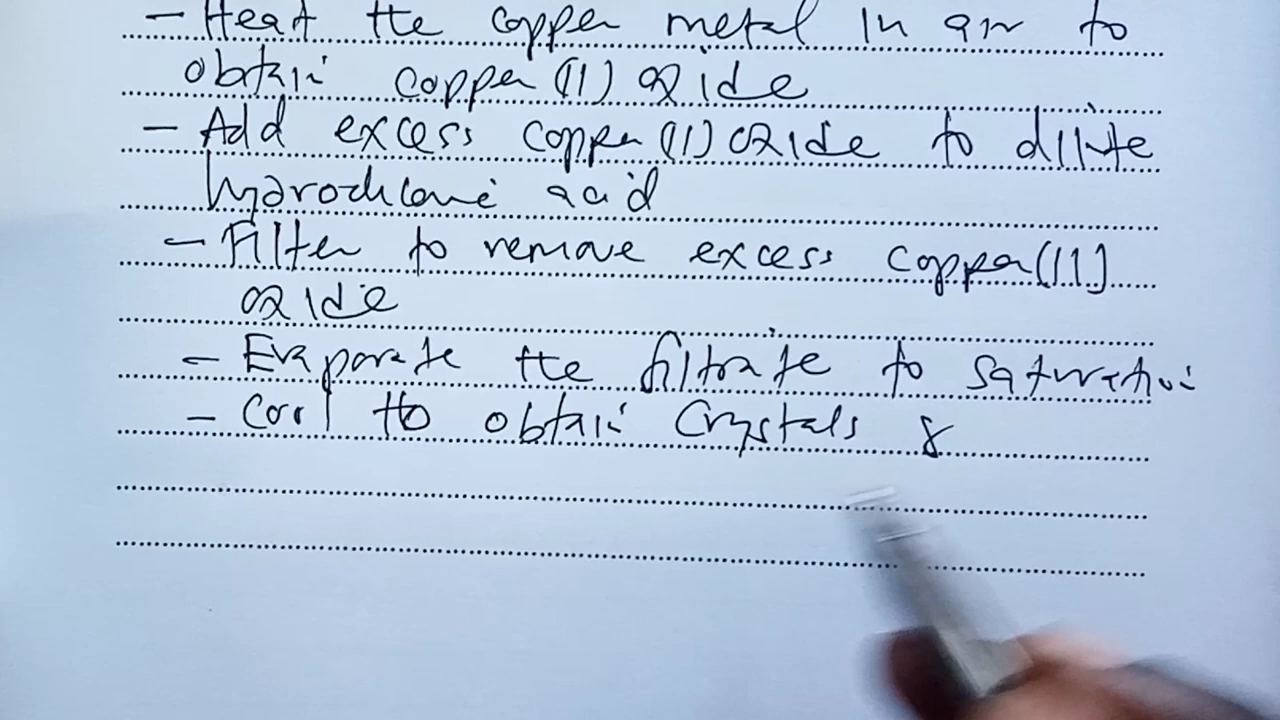 - Heat the copper metal in air to
obtain copper (II) oxide
- Add excess copper (II) oxide to dilute
hydrochloric acid
- Filter to remove excess copper (II)
oxide
- Evaporate the filtrate to saturation
- Cool to obtain crystals &